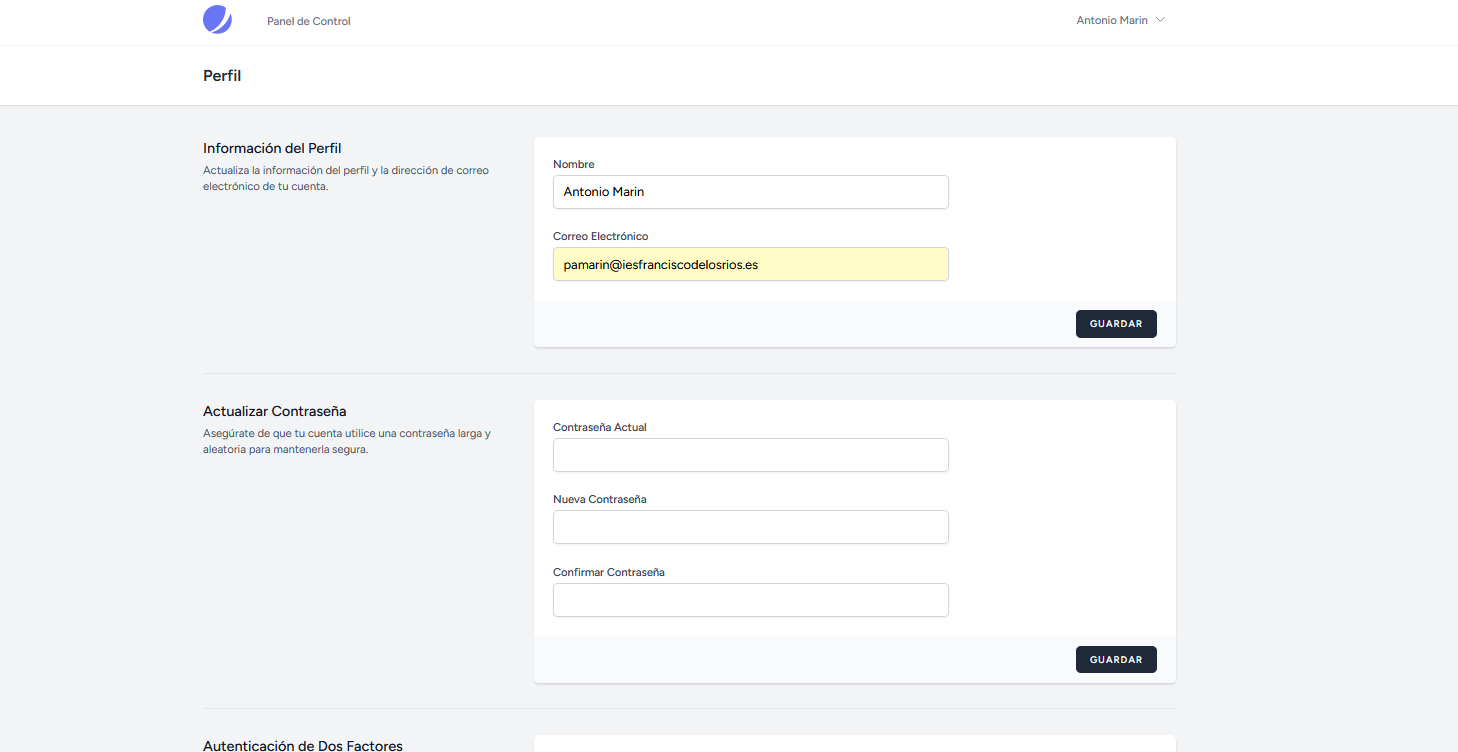 Panel de Control
Antonio Marin
Perfil
Información del Perfil
Actualiza la información del perfil y la dirección de correo
electrónico de tu cuenta.
Nombre
Antonio Marin
Correo Electrónico
pamarin@iesfranciscodelosrios.es
GUARDAR
Actualizar Contraseña
Asegúrate de que tu cuenta utilice una contraseña larga y
aleatoria para mantenerla segura.
Contraseña Actual
Nueva Contraseña
Confirmar Contraseña
GUARDAR
Autenticación de Dos Factores